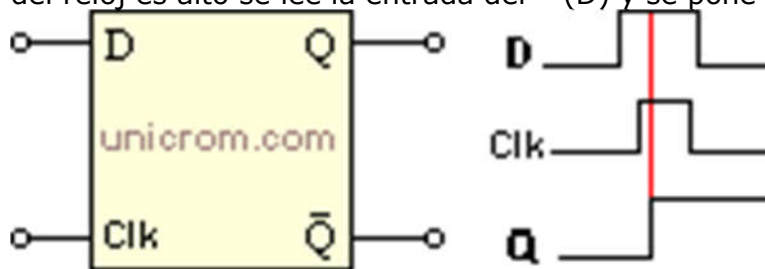 del reloj es alto se lee la entrada del (D) y se pone
D Q D
unicrom.com
Clk
Clk Q̅ Q